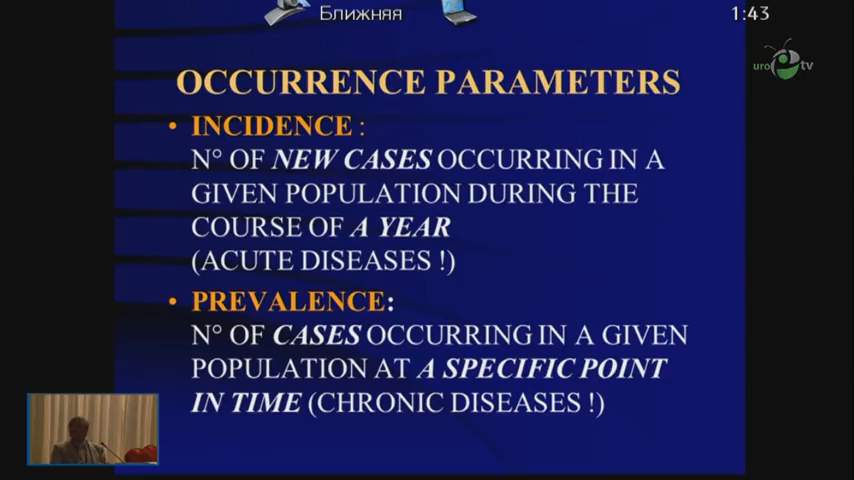 Ближняя
1:43
uro tv
OCCURRENCE PARAMETERS
• INCIDENCE :
N° OF NEW CASES OCCURRING IN A
GIVEN POPULATION DURING THE
COURSE OF A YEAR
(ACUTE DISEASES !)
• PREVALENCE:
N° OF CASES OCCURRING IN A GIVEN
POPULATION AT A SPECIFIC POINT
IN TIME (CHRONIC DISEASES !)